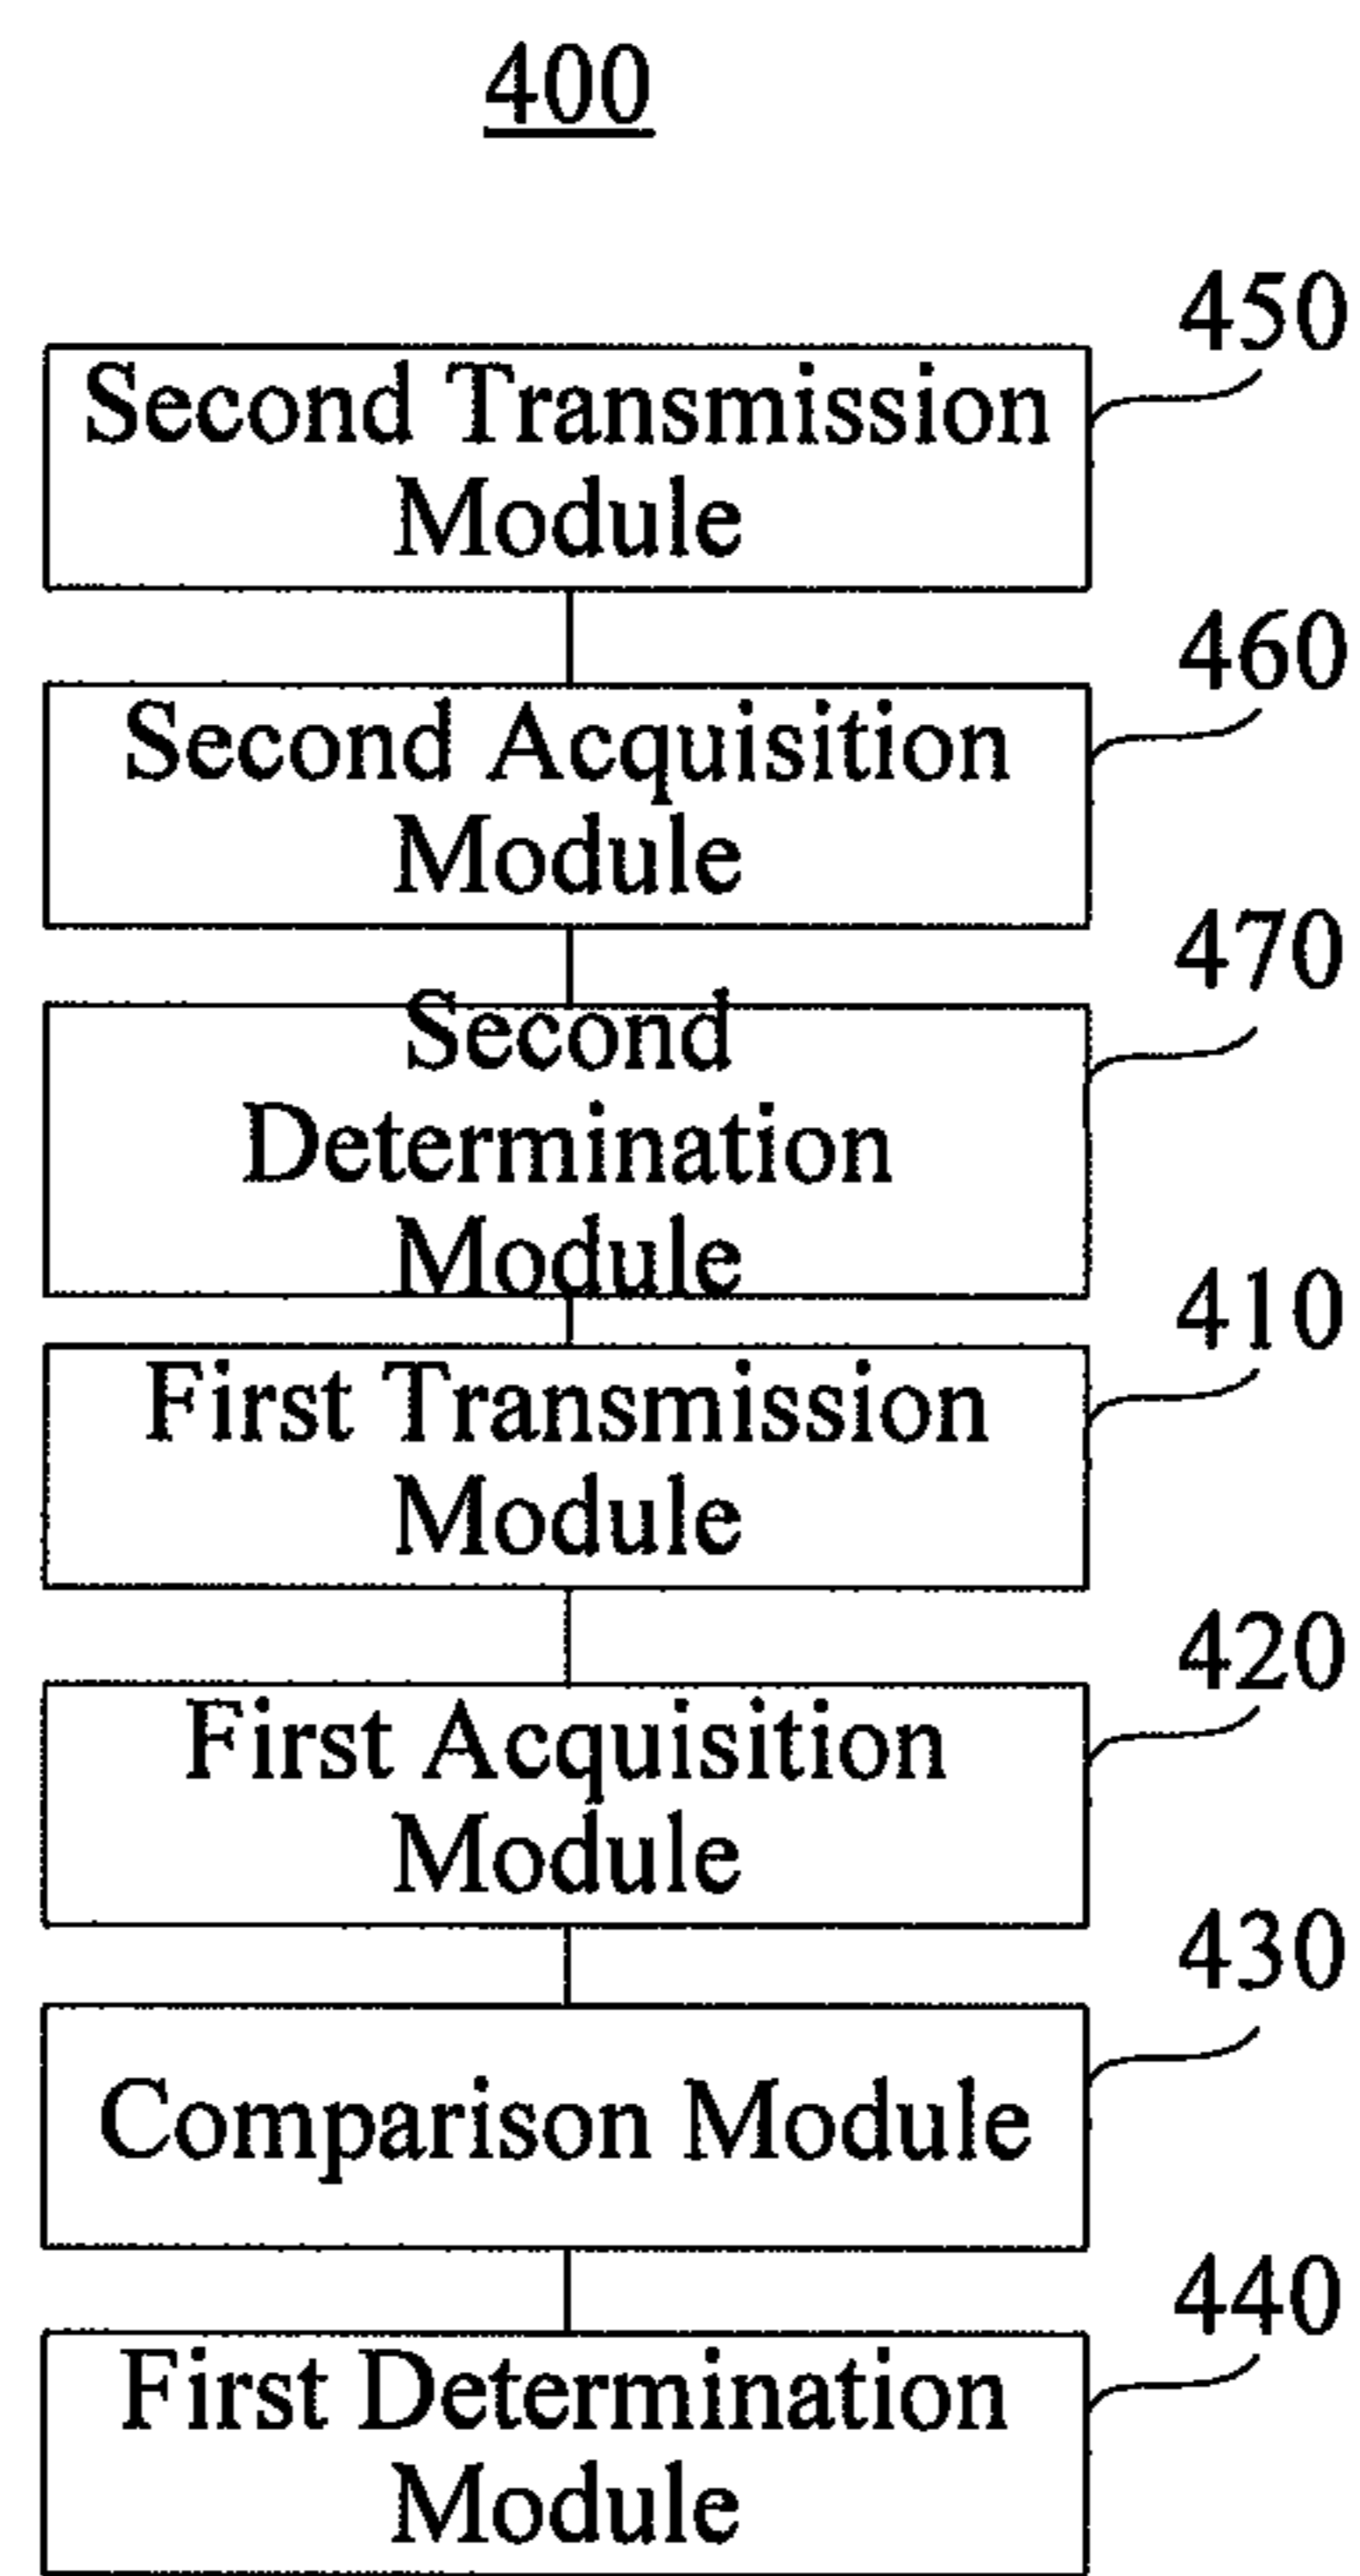 400
450
Second Transmission
Module
460
Second Acquisition
Module
470
Second
Determination
Module
410
First Transmission
Module
420
First Acquisition
Module
430
Comparison Module
440
First Determination
Module